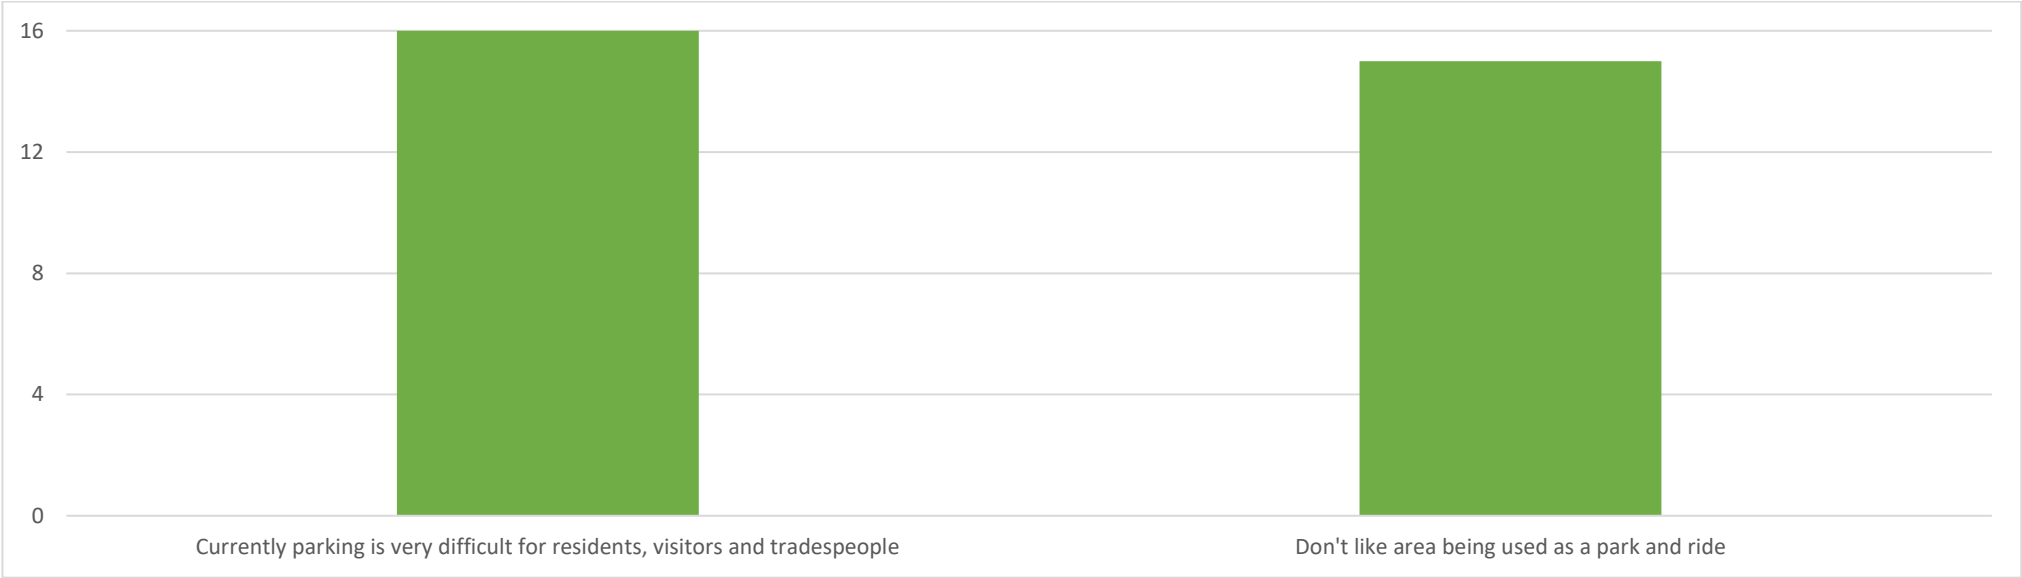 16
12
8
4
0
Currently parking is very difficult for residents, visitors and tradespeople
Don't like area being used as a park and ride